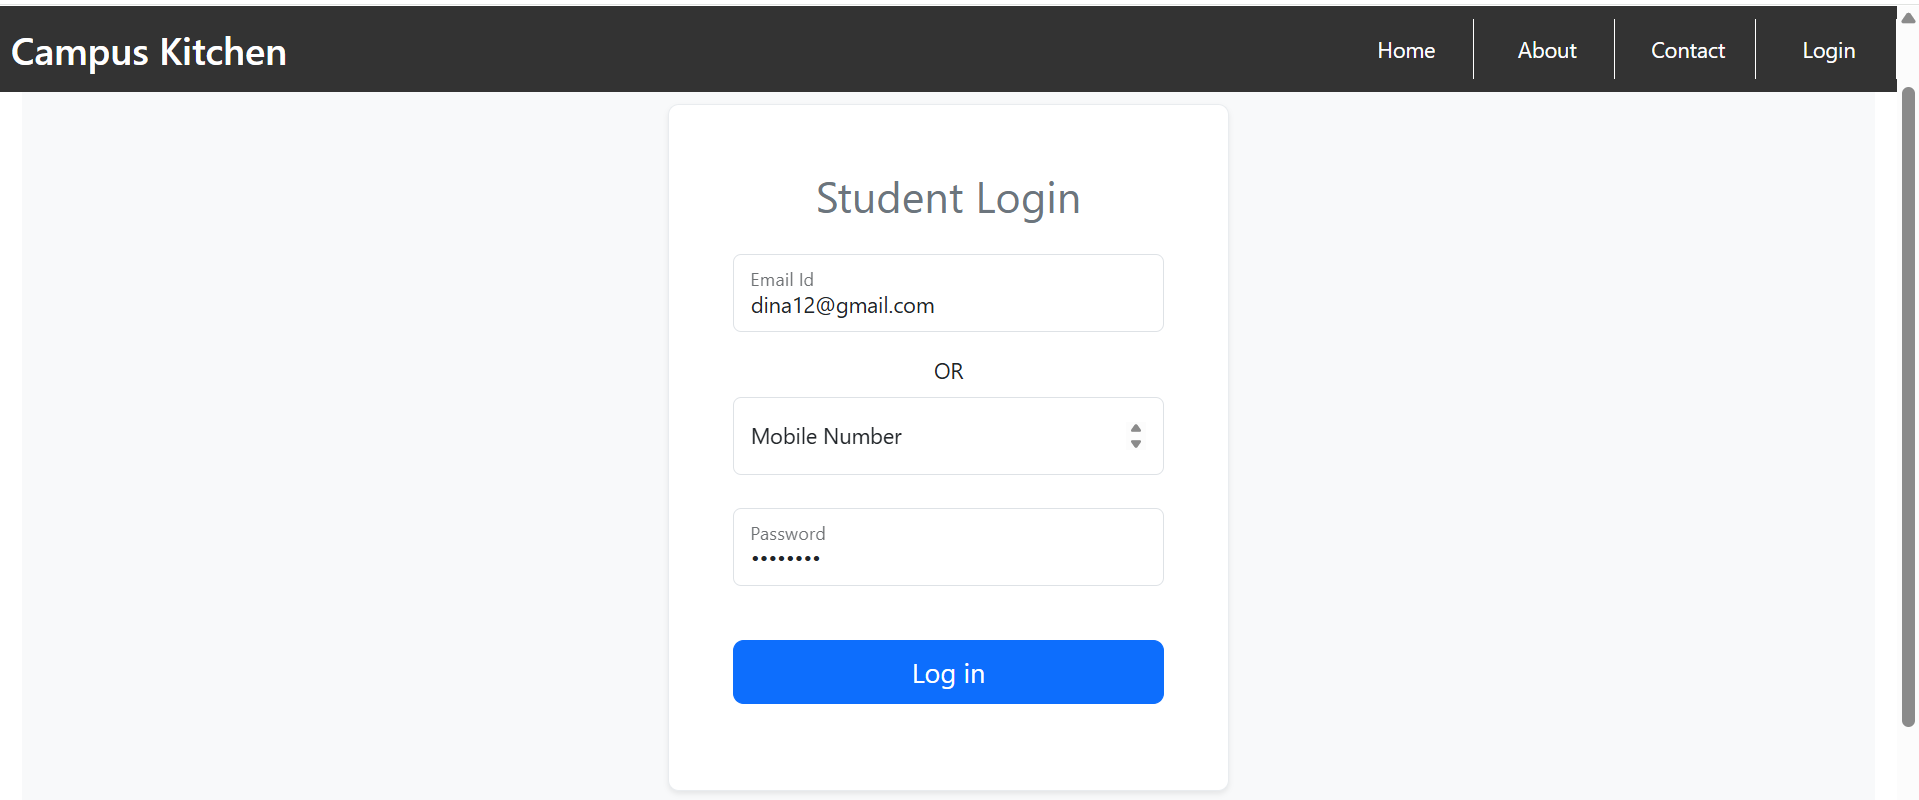 Campus Kitchen
Home About Contact Login
Student Login
Email Id
dina12@gmail.com
OR
Mobile Number
Password
••••••••
Log in